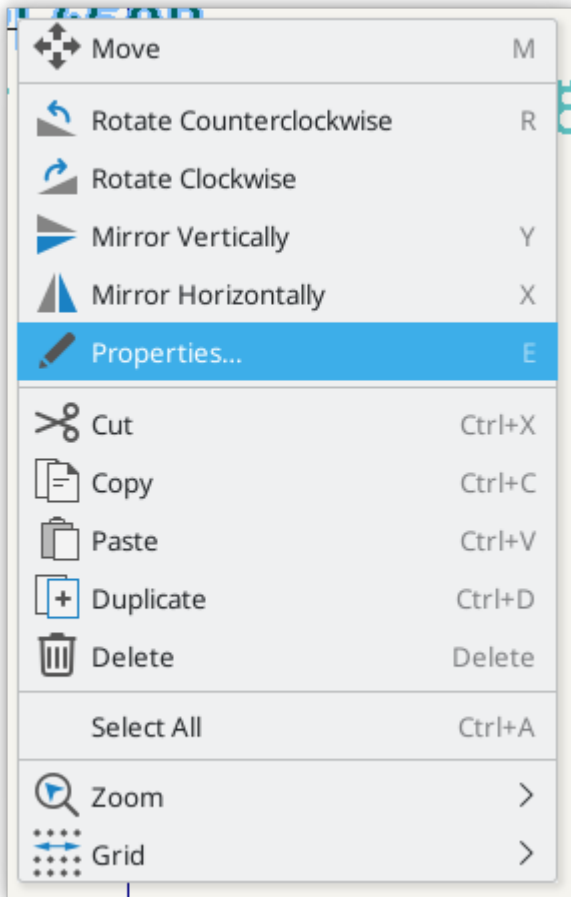 Move M
Rotate Counterclockwise R
Rotate Clockwise
Mirror Vertically Y
Mirror Horizontally X
Properties... E
Cut Ctrl+X
Copy Ctrl+C
Paste Ctrl+V
Duplicate Ctrl+D
Delete Delete
Select All Ctrl+A
Zoom
Grid